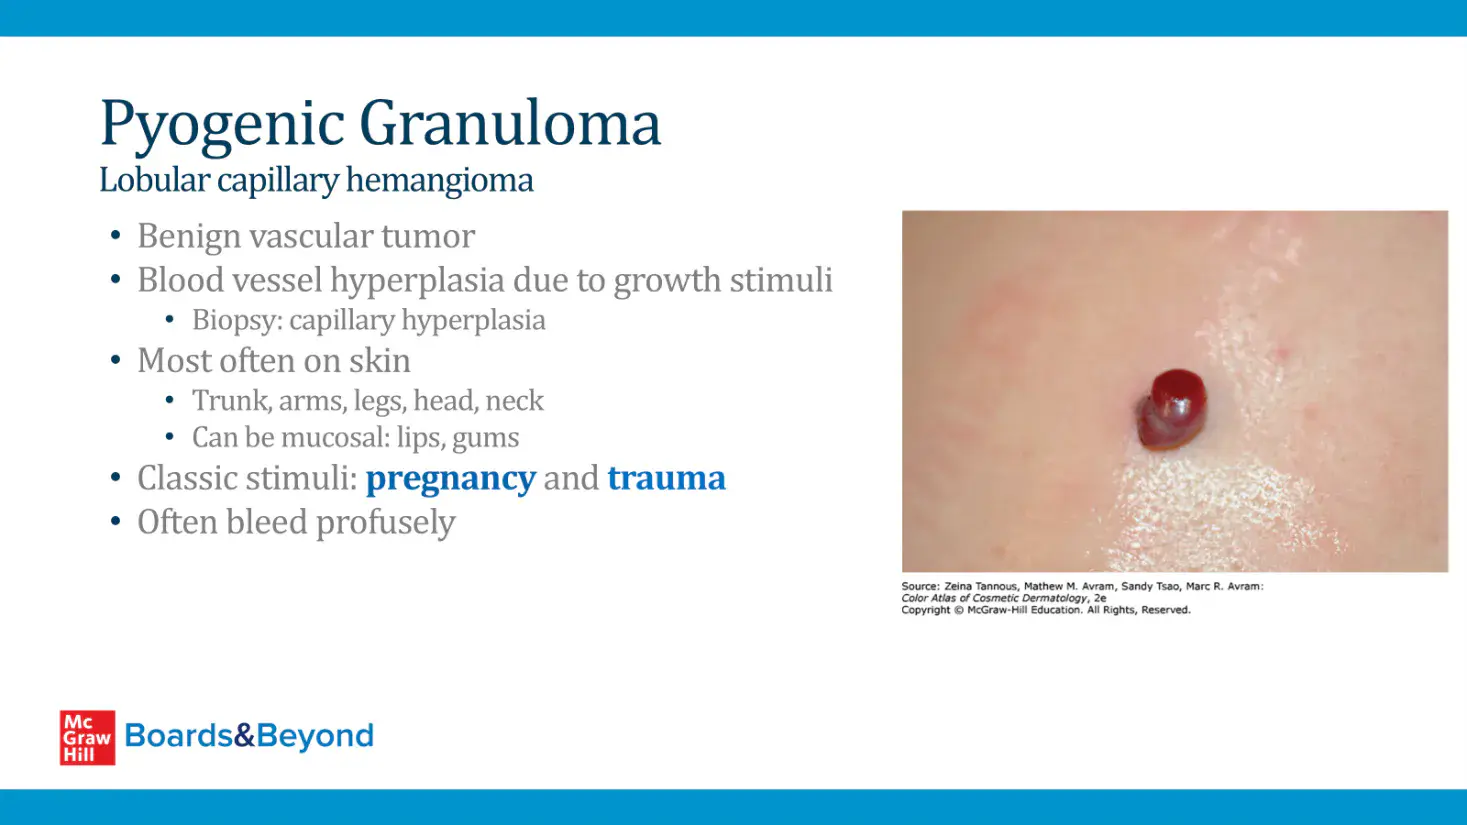 Pyogenic Granuloma
Lobular capillary hemangioma
• Benign vascular tumor
• Blood vessel hyperplasia due to growth stimuli
• Biopsy: capillary hyperplasia
• Most often on skin
• Trunk, arms, legs, head, neck
• Can be mucosal: lips, gums
• Classic stimuli: pregnancy and trauma
• Often bleed profusely
Source: Zeina Tannous, Mathew M. Avram, Sandy Tsao, Marc R. Avram:
Color Atlas of Cosmetic Dermatology, 2e
Copyright © McGraw-Hill Education. All Rights, Reserved.
Mc
Graw
Hill
Boards&Beyond